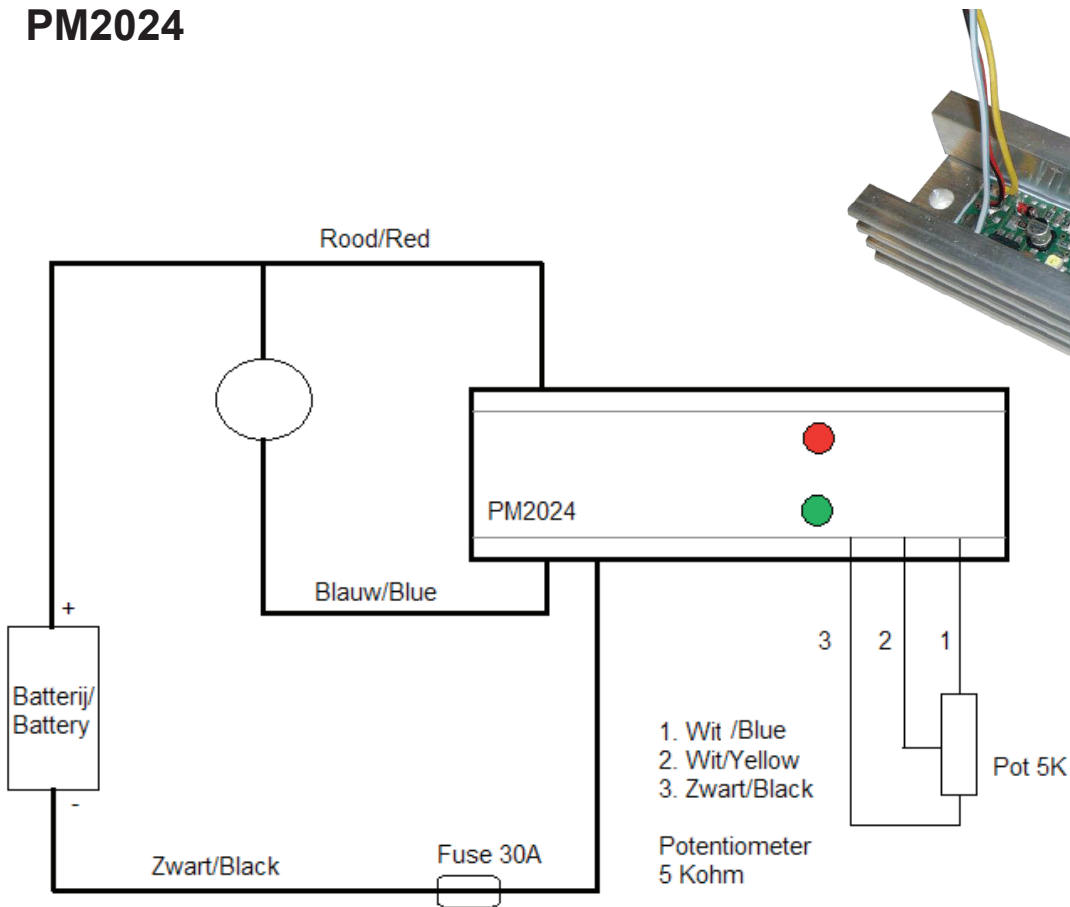 PM2024
Rood/Red
PM2024
Blauw/Blue
+
Batterij/
Battery
-
3 2 1
1. Wit /Blue
2. Wit/Yellow
3. Zwart/Black
Pot 5K
Potentiometer
5 Kohm
Fuse 30A
Zwart/Black